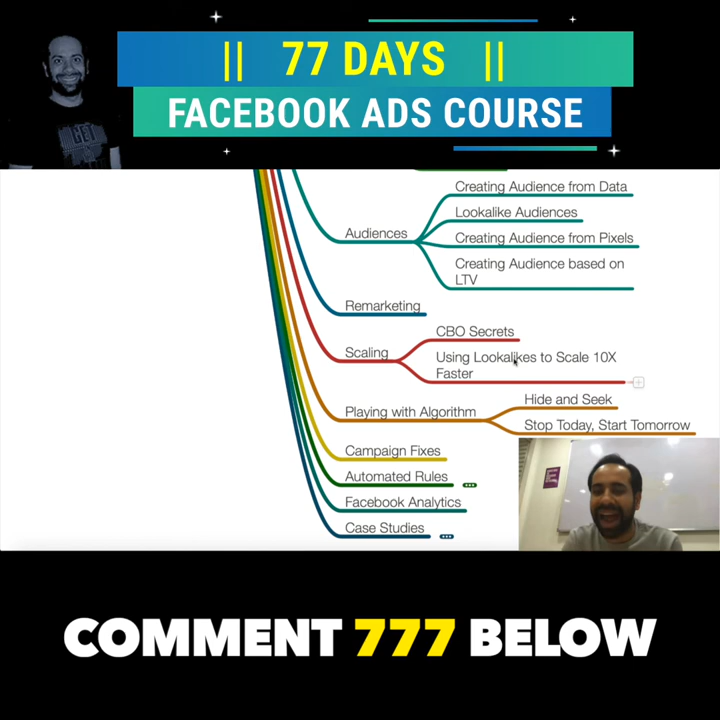 || 77 DAYS ||
FACEBOOK ADS COURSE
GET
Creating Audience from Data
Lookalike Audiences
Audiences
Creating Audience from Pixels
Creating Audience based on
LTV
Remarketing
CBO Secrets
Scaling
Using Lookalikes to Scale 10X
Faster
Hide and Seek
Playing with Algorithm
Stop Today, Start Tomorrow
Campaign Fixes
Automated Rules
Facebook Analytics
Case Studies
COMMENT 777 BELOW